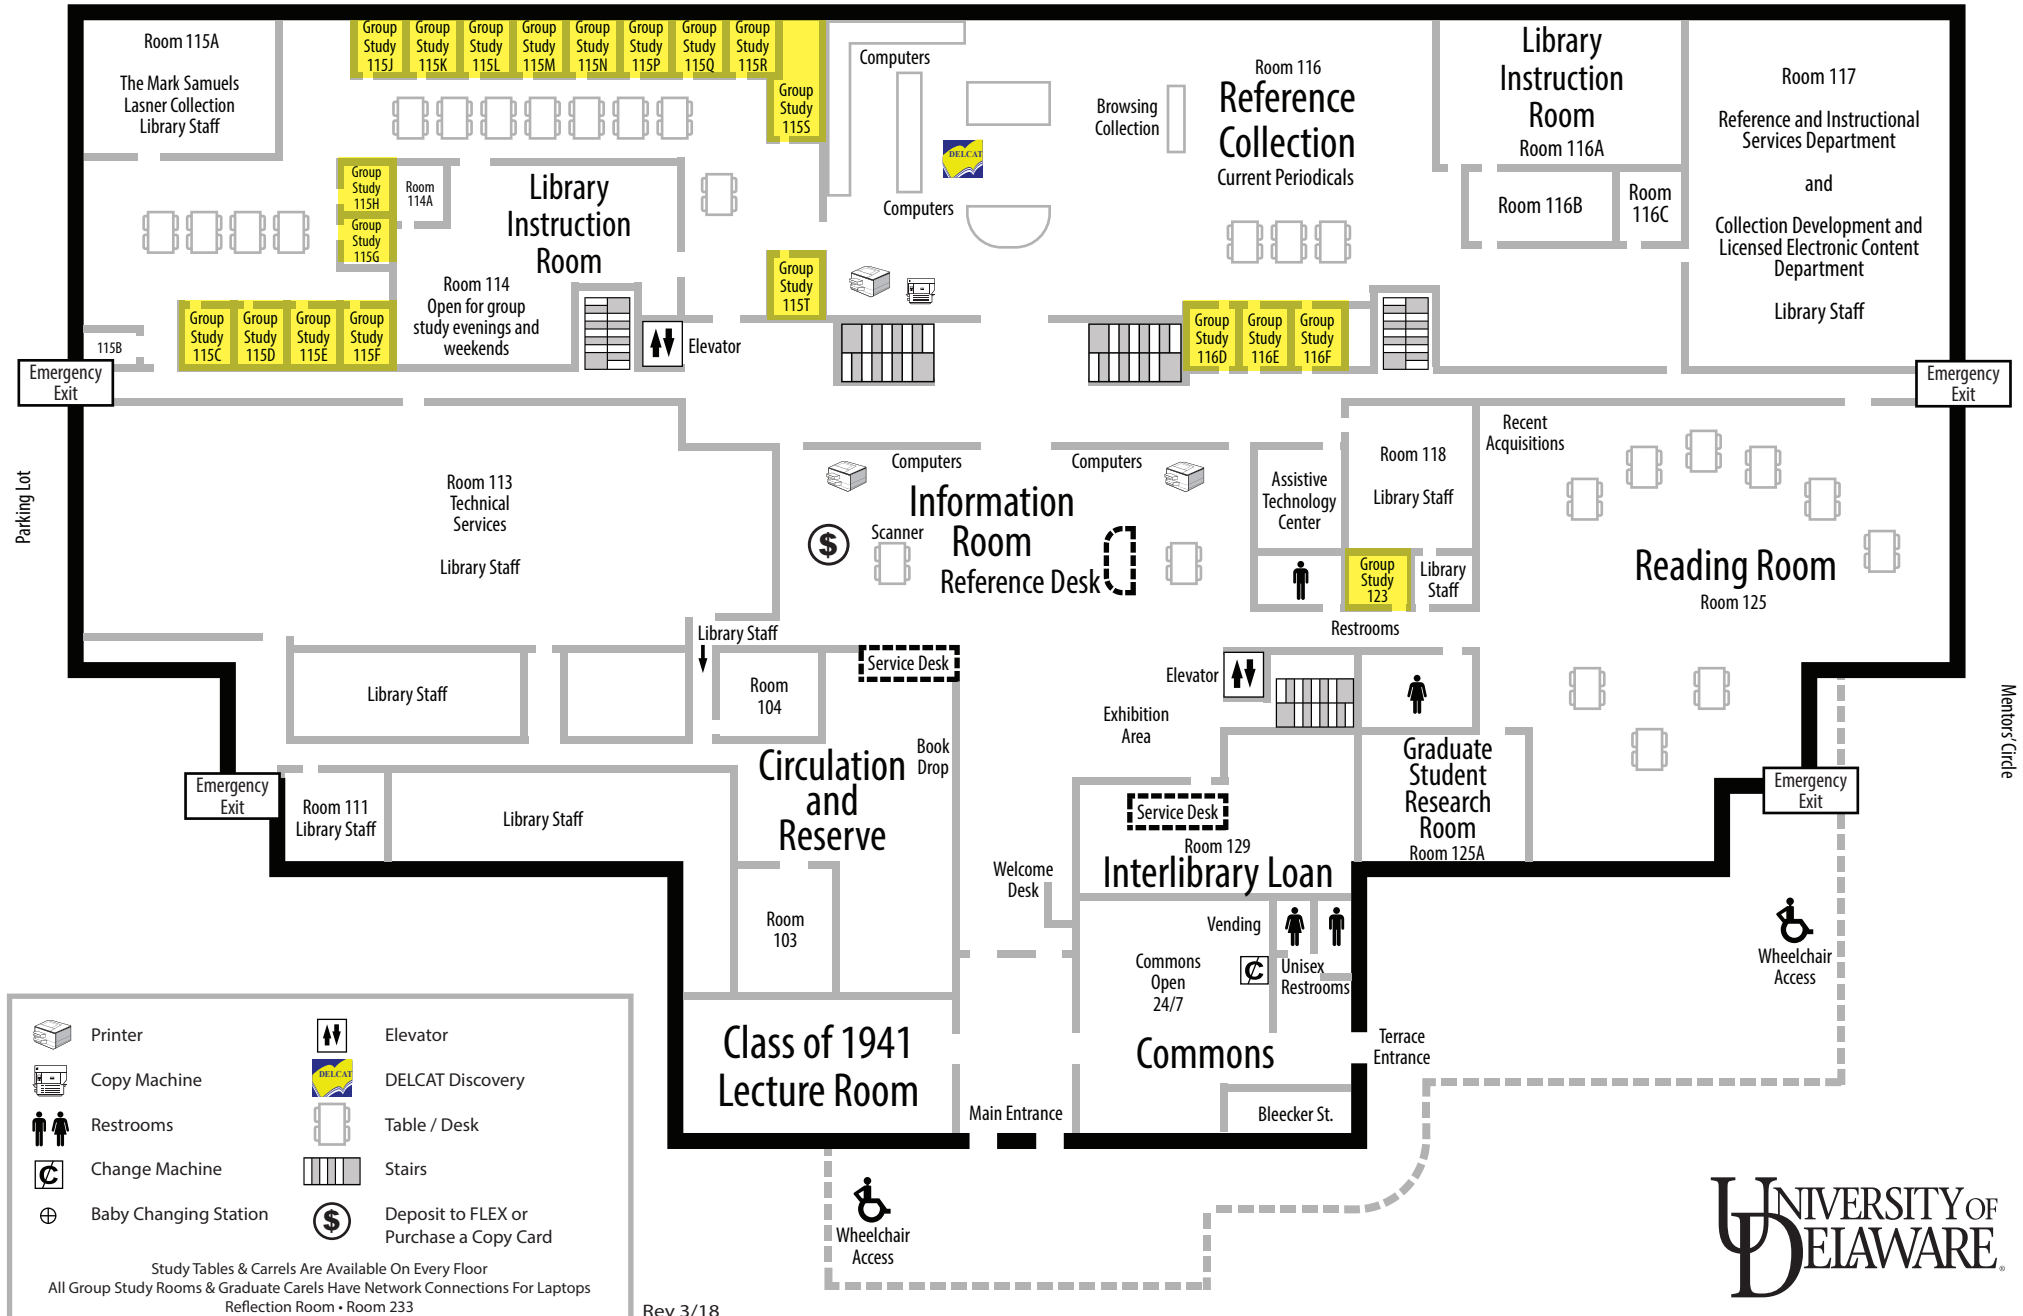 Room 115A
The Mark Samuels
Lasner Collection
Library Staff
Group
Study
115J
Group
Study
115K
Group
Study
115L
Group
Study
115M
Group
Study
115N
Group
Study
115P
Group
Study
115Q
Group
Study
115R
Group
Study
115S
Computers
Computers
DELCAT
Browsing
Collection
Room 116
Reference
Collection
Current Periodicals
Library
Instruction
Room
Room 116A
Room 116B
Room
116C
Room 117
Reference and Instructional
Services Department
and
Collection Development and
Licensed Electronic Content
Department
Library Staff
Group
Study
115H
Group
Study
115G
Room
114A
Library
Instruction
Room
Room 114
Open for group
study evenings and
weekends
Group
Study
115T
115B
Group
Study
115C
Group
Study
115D
Group
Study
115E
Group
Study
115F
Elevator
Group
Study
116D
Group
Study
116E
Group
Study
116F
Emergency
Exit
Emergency
Exit
Parking Lot
Room 113
Technical
Services
Library Staff
Computers
Computers
Information
Room
Reference Desk
Scanner
$
Assistive
Technology
Center
Room 118
Library Staff
Recent
Acquisitions
Group
Study
123
Library
Staff
Reading Room
Room 125
Restrooms
Library Staff
Service Desk
Library Staff
Room
104
Elevator
Exhibition
Area
Mentors' Circle
Book
Drop
Circulation
and
Reserve
Graduate
Student
Research
Room
Room 125A
Emergency
Exit
Room 111
Library Staff
Library Staff
Service Desk
Room 129
Interlibrary Loan
Emergency
Exit
Welcome
Desk
Room
103
Vending
Commons
Open
24/7
¢
Unisex
Restrooms
Wheelchair
Access
Class of 1941
Lecture Room
Commons
Terrace
Entrance
Main Entrance
Bleecker St.
Wheelchair
Access
Printer
Elevator
Copy Machine
DELCAT
DELCAT Discovery
Restrooms
Table / Desk
¢
Change Machine
Stairs
Baby Changing Station
$
Deposit to FLEX or
Purchase a Copy Card
Study Tables & Carrels Are Available On Every Floor
All Group Study Rooms & Graduate Carels Have Network Connections For Laptops
Reflection Room • Room 233
Rev 3/18
UNIVERSITY OF
DELAWARE®